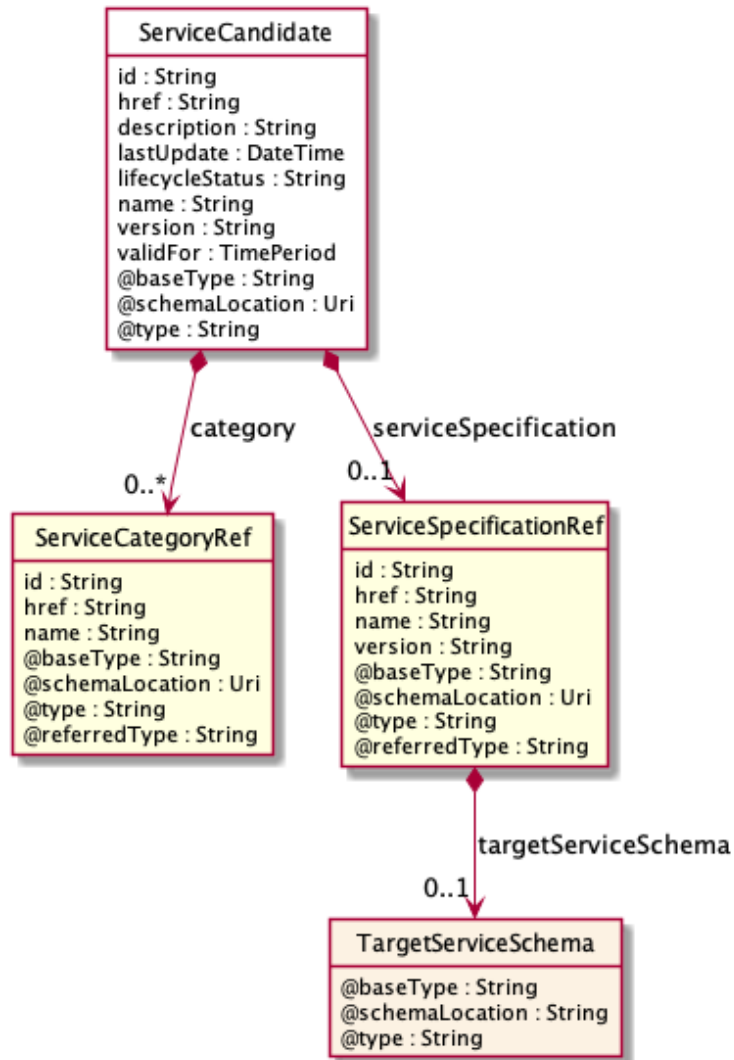 ServiceCandidate
id : String
href : String
description : String
lastUpdate : DateTime
lifecycleStatus : String
name : String
version : String
validFor : TimePeriod
@baseType : String
@schemaLocation : Uri
@type : String
category
serviceSpecification
0..*
0..1
ServiceCategoryRef
id : String
href : String
name : String
@baseType : String
@schemaLocation : Uri
@type : String
@referredType : String
ServiceSpecificationRef
id : String
href : String
name : String
version : String
@baseType : String
@schemaLocation : Uri
@type : String
@referredType : String
targetServiceSchema
0..1
TargetServiceSchema
@baseType : String
@schemaLocation : String
@type : String